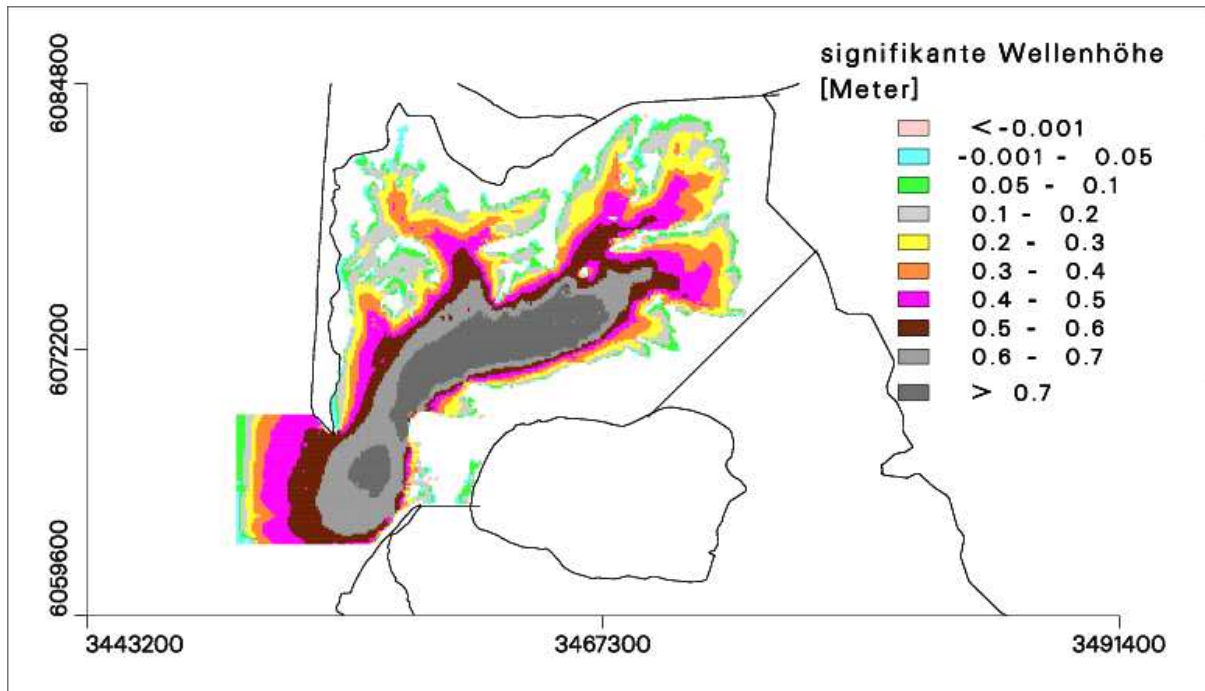 signifikante Wellenhöhe
[Meter]
< -0.001
-0.001 - 0.05
0.05 - 0.1
0.1 - 0.2
0.2 - 0.3
0.3 - 0.4
0.4 - 0.5
0.5 - 0.6
0.6 - 0.7
> 0.7
6084800
6072200
6059600
3443200
3467300
3491400